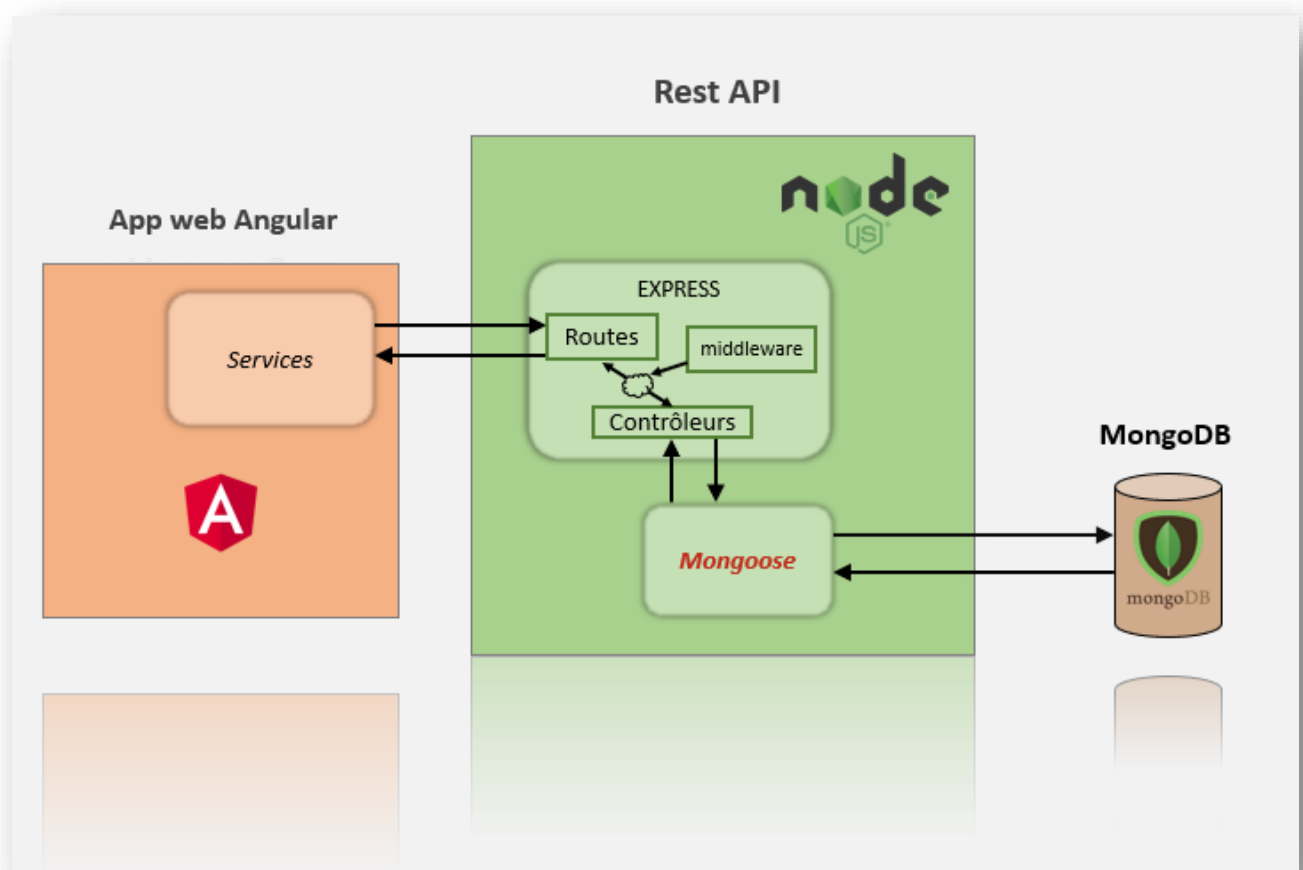 Rest API
node
JS
App web Angular
EXPRESS
Routes
middleware
Services
Contrôleurs
MongoDB
A
Mongoose
mongoDB